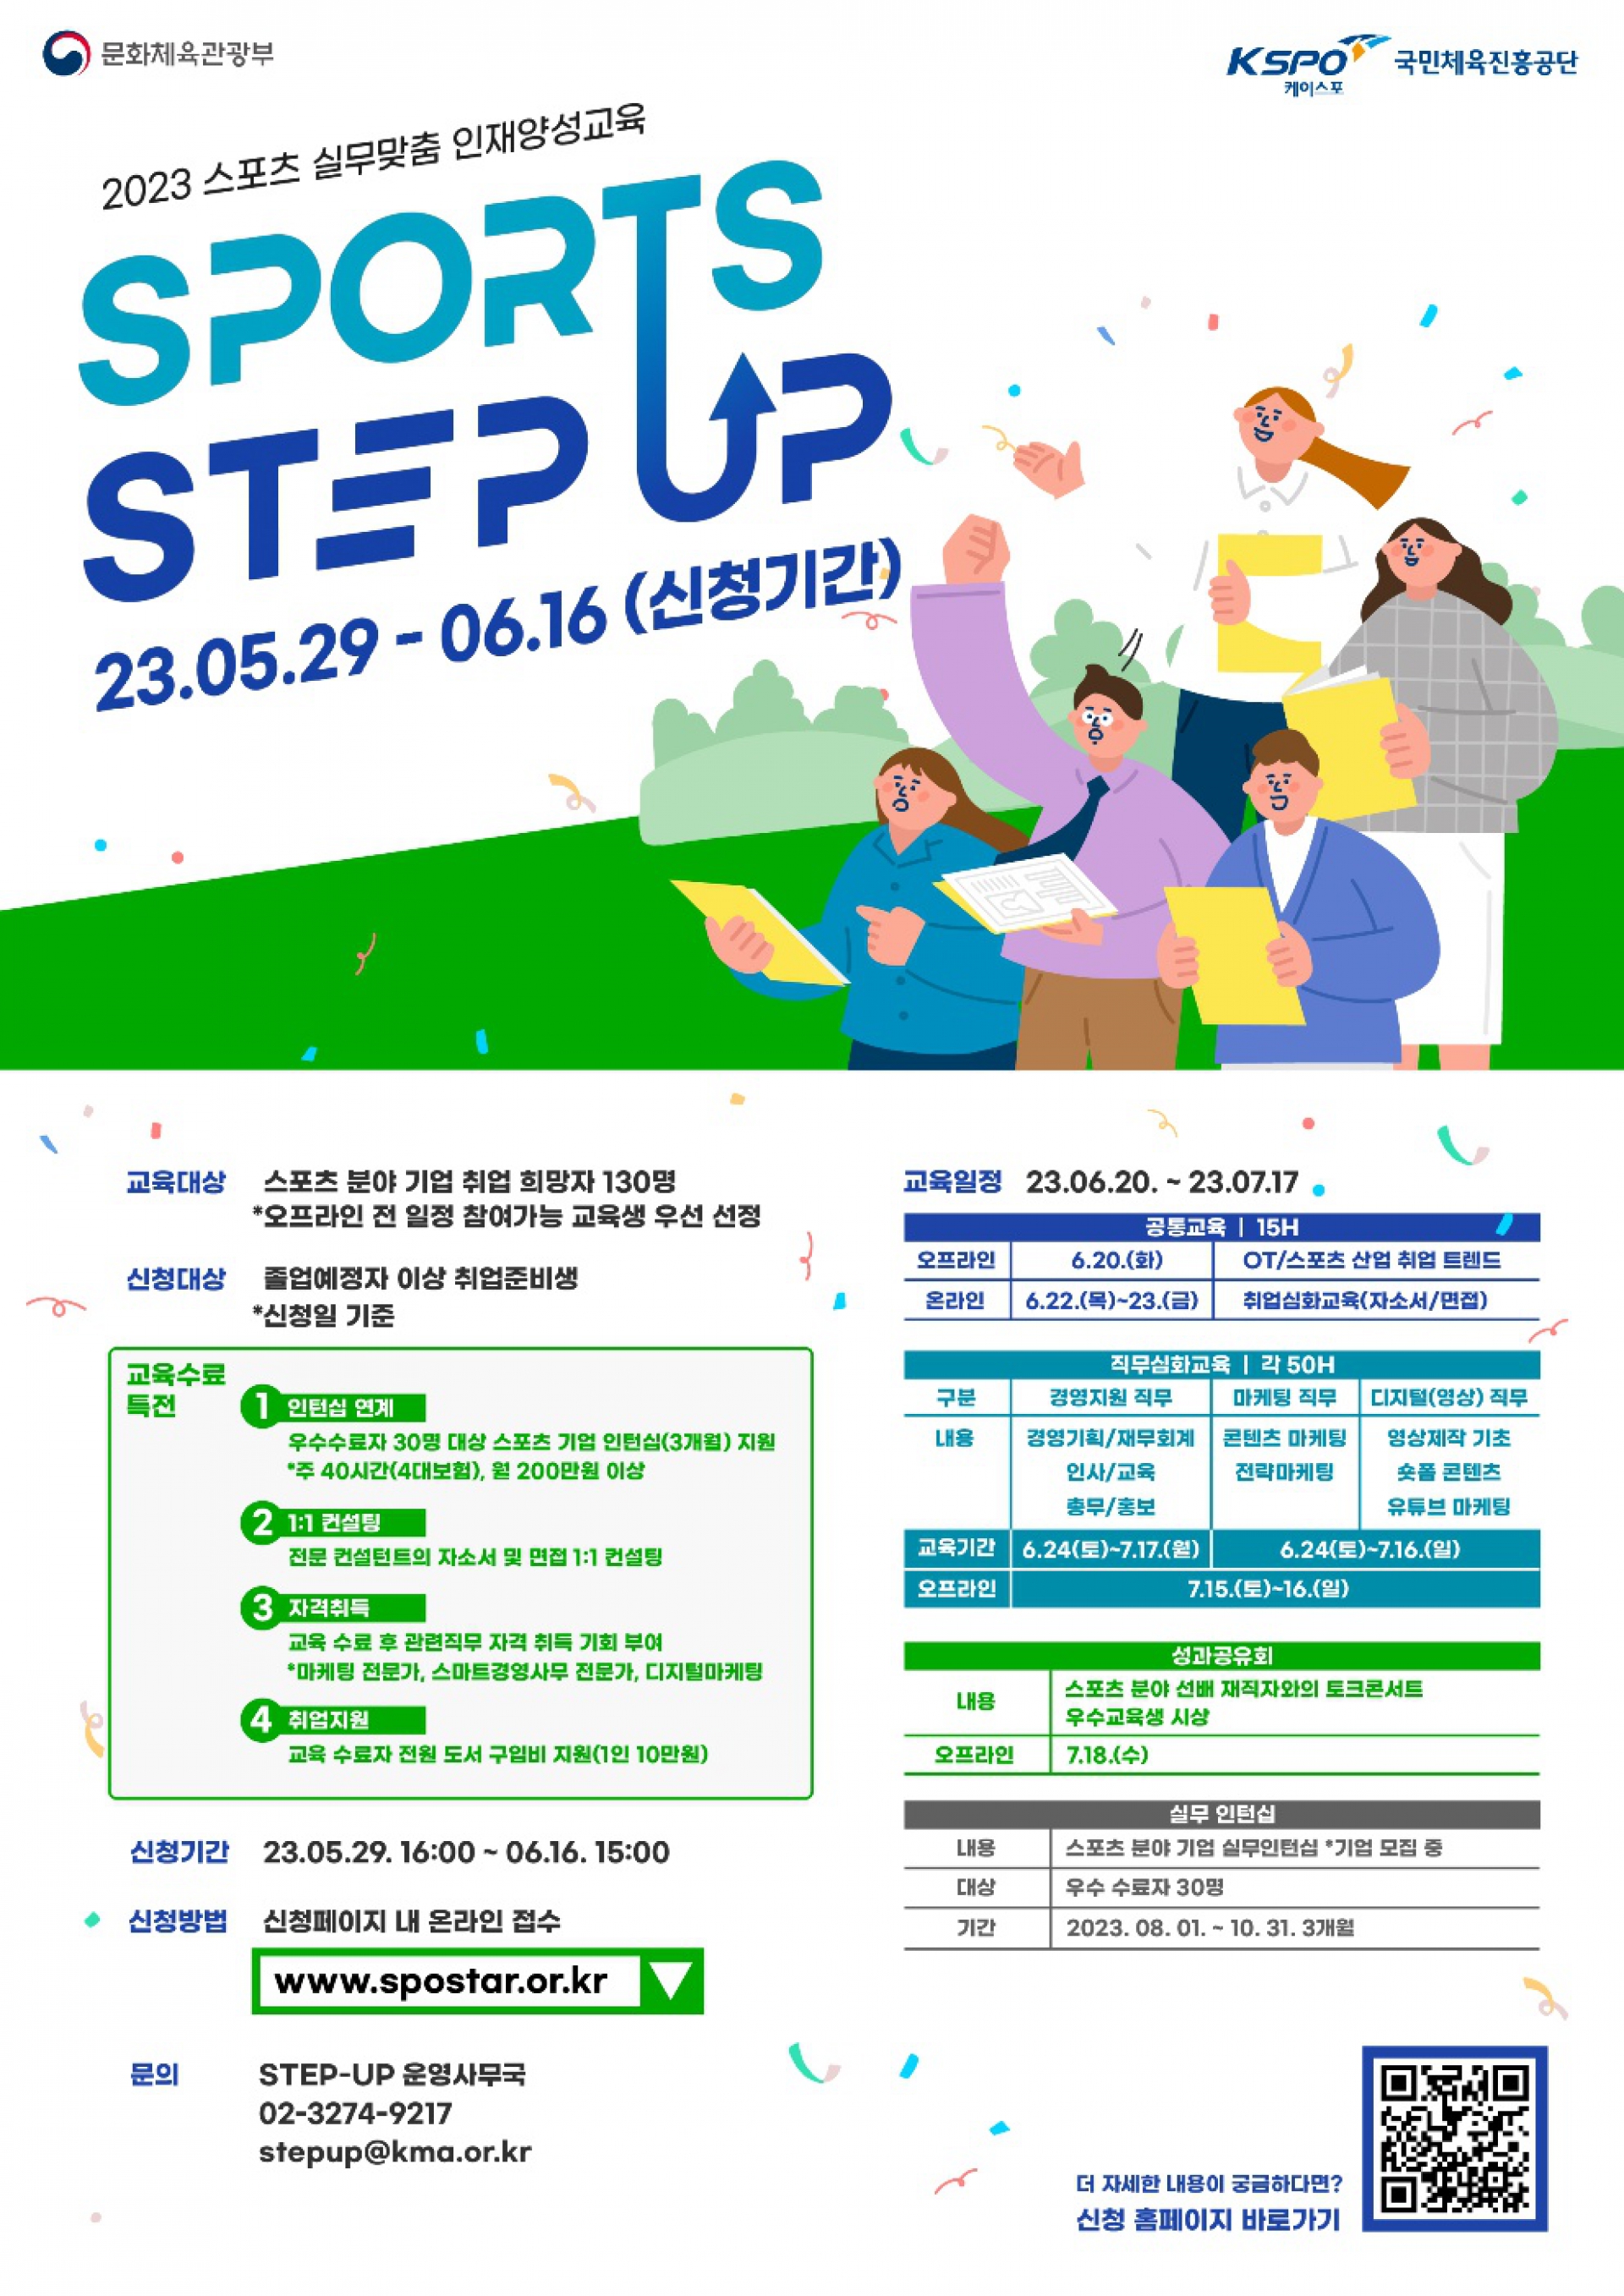 문화체육관광부
KSPO 국민체육진흥공단
케이스포
2023 스포츠 실무맞춤 인재양성교육
SPORTS
STEP UP
23.05.29 - 06.16 (신청기간)
교육대상 스포츠 분야 기업 취업 희망자 130명
*오프라인 전 일정 참여가능 교육생 우선 선정
신청대상 졸업예정자 이상 취업준비생
*신청일 기준
교육수료
특전
1 인턴십 연계
우수수료자 30명 대상 스포츠 기업 인턴십(3개월) 지원
*주 40시간(4대보험), 월 200만원 이상
2 1:1 컨설팅
전문 컨설턴트의 자소서 및 면접 1:1 컨설팅
3 자격취득
교육 수료 후 관련직무 자격 취득 기회 부여
*마케팅 전문가, 스마트경영사무 전문가, 디지털마케팅
4 취업지원
교육 수료자 전원 도서 구입비 지원(1인 10만원)
신청기간 23.05.29. 16:00 ~ 06.16. 15:00
신청방법 신청페이지 내 온라인 접수
www.spostar.or.kr
문의 STEP-UP 운영사무국
02-3274-9217
stepup@kma.or.kr
교육일정 23.06.20. ~ 23.07.17
공통교육 | 15H
오프라인 6.20.(화) OT/스포츠 산업 취업 트렌드
온라인 6.22.(목)~23.(금) 취업심화교육(자소서/면접)
직무심화교육 | 각 50H
구분 경영지원 직무 마케팅 직무 디지털(영상) 직무
내용 경영기획/재무회계 콘텐츠 마케팅 영상제작 기초
인사/교육 전략마케팅 숏폼 콘텐츠
총무/홍보 유튜브 마케팅
교육기간 6.24(토)~7.17.(월) 6.24(토)~7.16.(일)
오프라인 7.15.(토)~16.(일)
성과공유회
내용 스포츠 분야 선배 재직자와의 토크콘서트
우수교육생 시상
오프라인 7.18.(수)
실무 인턴십
내용 스포츠 분야 기업 실무인턴십 *기업 모집 중
대상 우수 수료자 30명
기간 2023. 08. 01. ~ 10. 31. 3개월
더 자세한 내용이 궁금하다면?
신청 홈페이지 바로가기